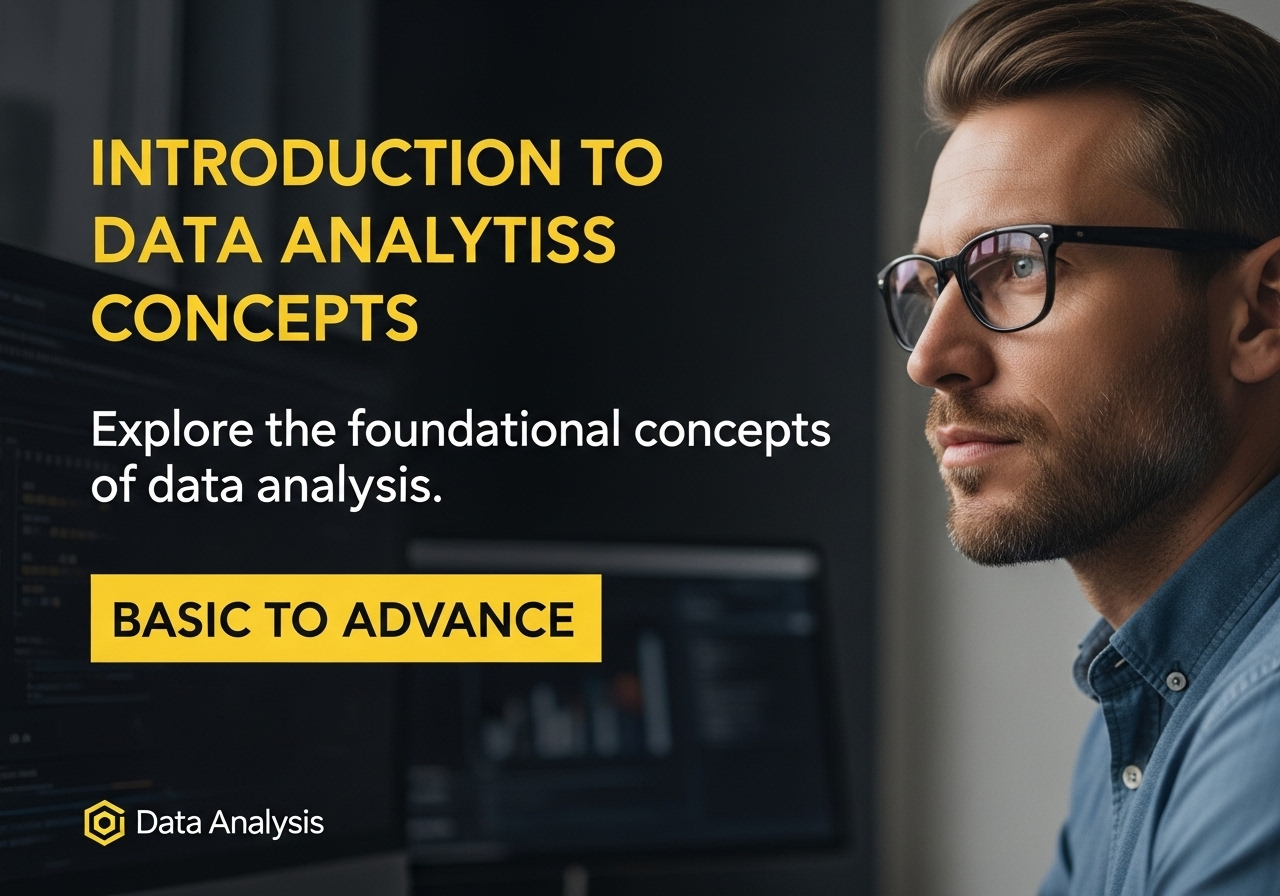 INTRODUCTION TO
DATA ANALYTISS
CONCEPTS
Explore the foundational concepts
of data analysis.
BASIC TO ADVANCE
Data Analysis